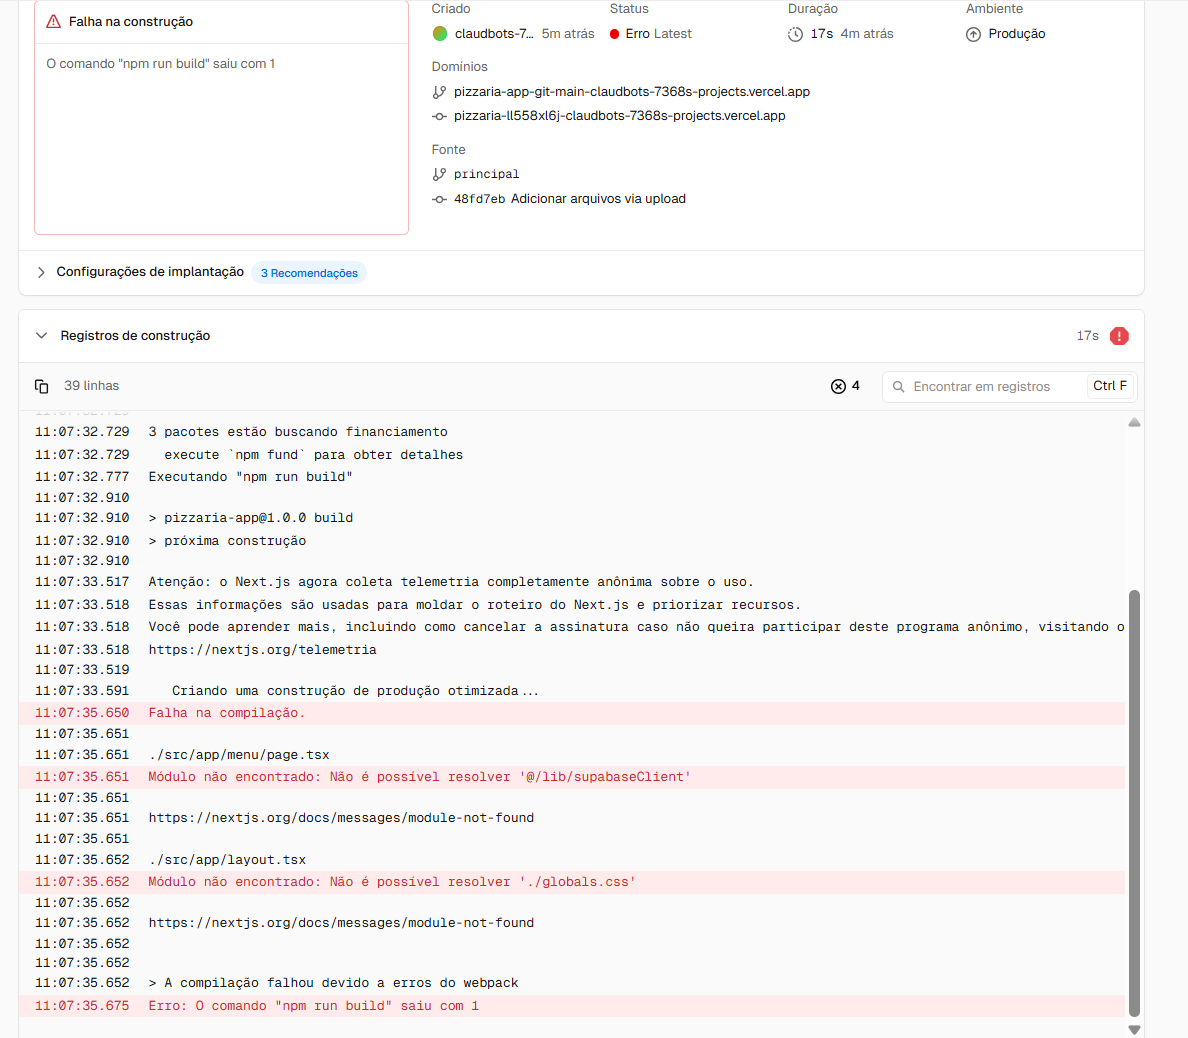 Falha na construção
O comando "npm run build" saiu com 1
Criado
claudbots-7... 5m atrás
Status
Erro Latest
Duração
17s 4m atrás
Ambiente
Produção
Domínios
pizzaria-app-git-main-claudbots-7368s-projects.vercel.app
pizzaria-ll558xl6j-claudbots-7368s-projects.vercel.app
Fonte
principal
48fd7eb Adicionar arquivos via upload
Configurações de implantação 3 Recomendações
Registros de construção 17s
39 linhas 4 Encontrar em registros Ctrl F
11:07:32.729 3 pacotes estão buscando financiamento
11:07:32.729 execute `npm fund` para obter detalhes
11:07:32.777 Executando "npm run build"
11:07:32.910
11:07:32.910 > pizzaria-app@1.0.0 build
11:07:32.910 > próxima construção
11:07:32.910
11:07:33.517 Atenção: o Next.js agora coleta telemetria completamente anônima sobre o uso.
11:07:33.518 Essas informações são usadas para moldar o roteiro do Next.js e priorizar recursos.
11:07:33.518 Você pode aprender mais, incluindo como cancelar a assinatura caso não queira participar deste programa anônimo, visitando o
11:07:33.518 https://nextjs.org/telemetria
11:07:33.519
11:07:33.591 Criando uma construção de produção otimizada...
11:07:35.650 Falha na compilação.
11:07:35.651
11:07:35.651 ./src/app/menu/page.tsx
11:07:35.651 Módulo não encontrado: Não é possível resolver '@/lib/supabaseClient'
11:07:35.651
11:07:35.651 https://nextjs.org/docs/messages/module-not-found
11:07:35.651
11:07:35.652 ./src/app/layout.tsx
11:07:35.652 Módulo não encontrado: Não é possível resolver './globals.css'
11:07:35.652
11:07:35.652 https://nextjs.org/docs/messages/module-not-found
11:07:35.652
11:07:35.652
11:07:35.652 > A compilação falhou devido a erros do webpack
11:07:35.675 Erro: O comando "npm run build" saiu com 1